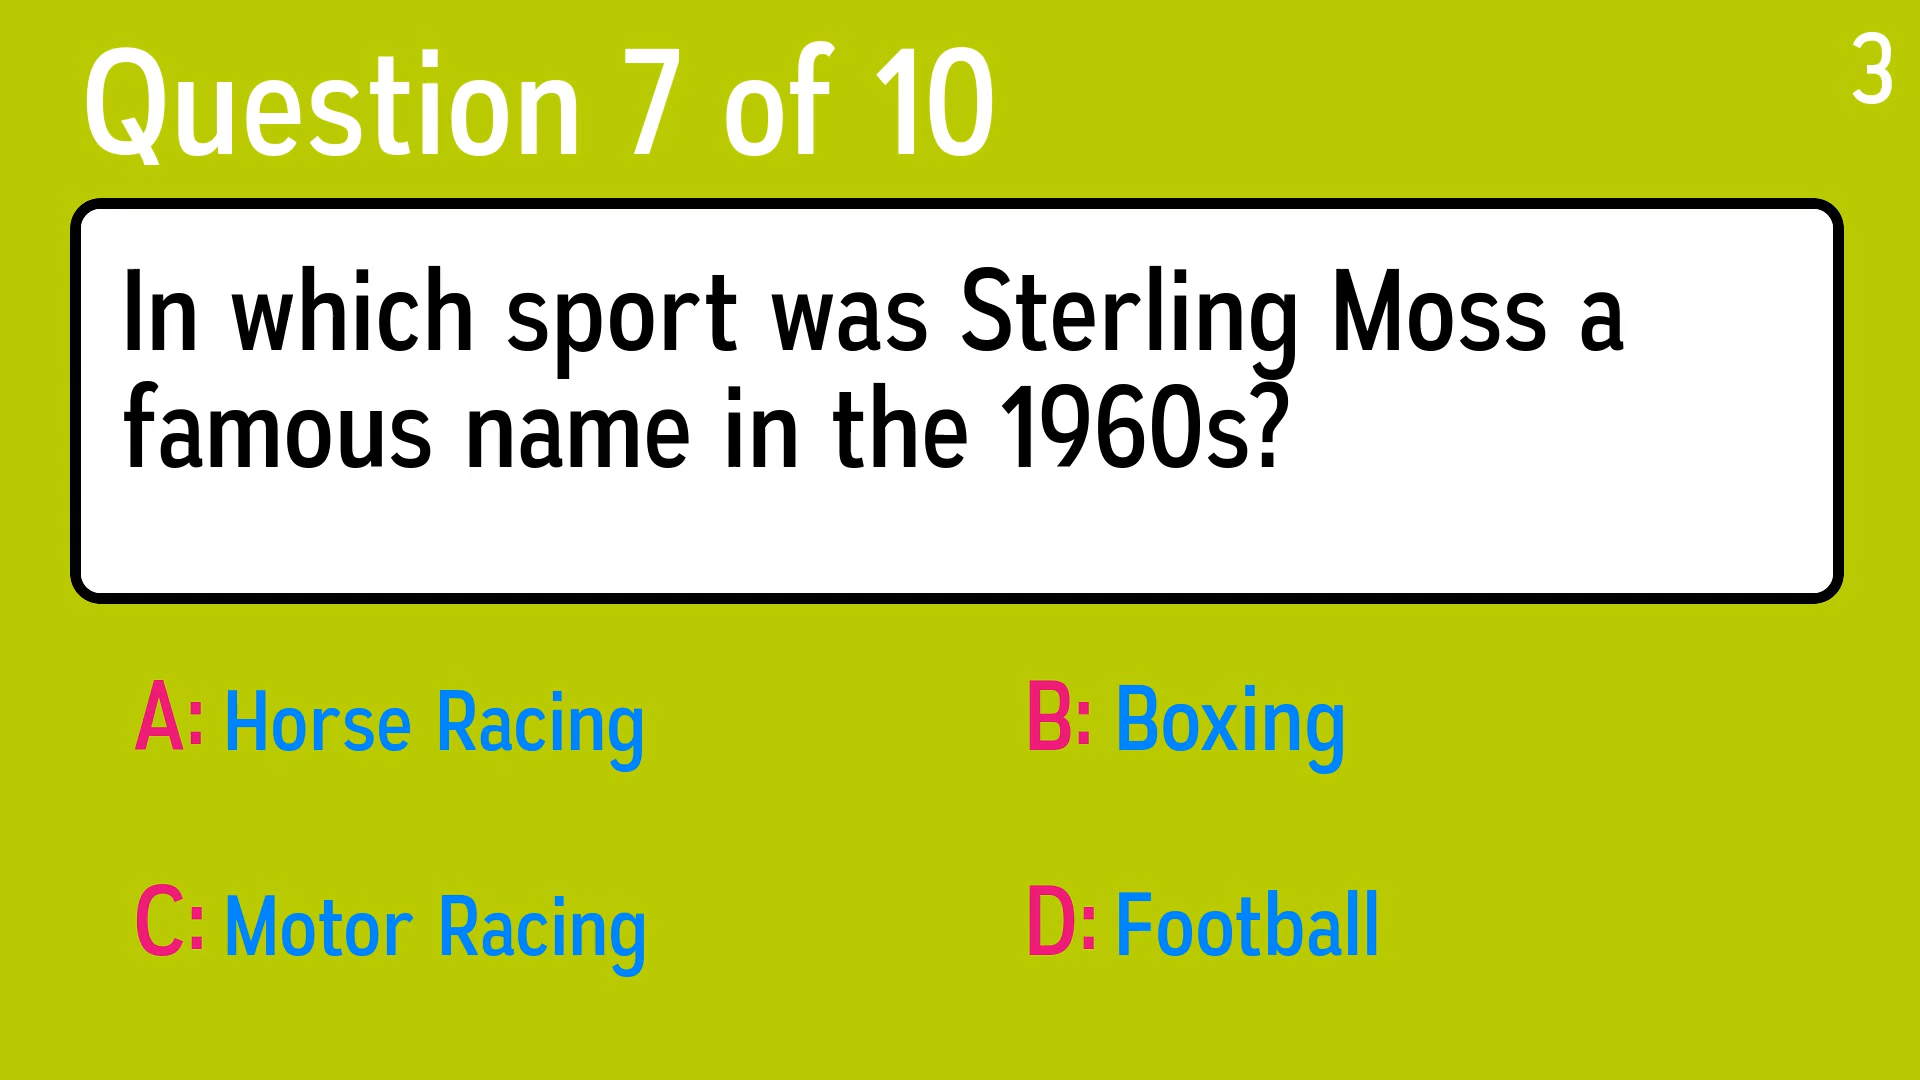 Question 7 of 10
3
In which sport was Sterling Moss a
famous name in the 1960s?
A: Horse Racing
B: Boxing
C: Motor Racing
D: Football